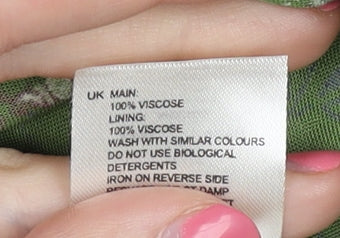 UK MAIN:
100% VISCOSE
LINING:
100% VISCOSE
WASH WITH SIMILAR COLOURS
DO NOT USE BIOLOGICAL
DETERGENTS
IRON ON REVERSE SIDE
DAMP